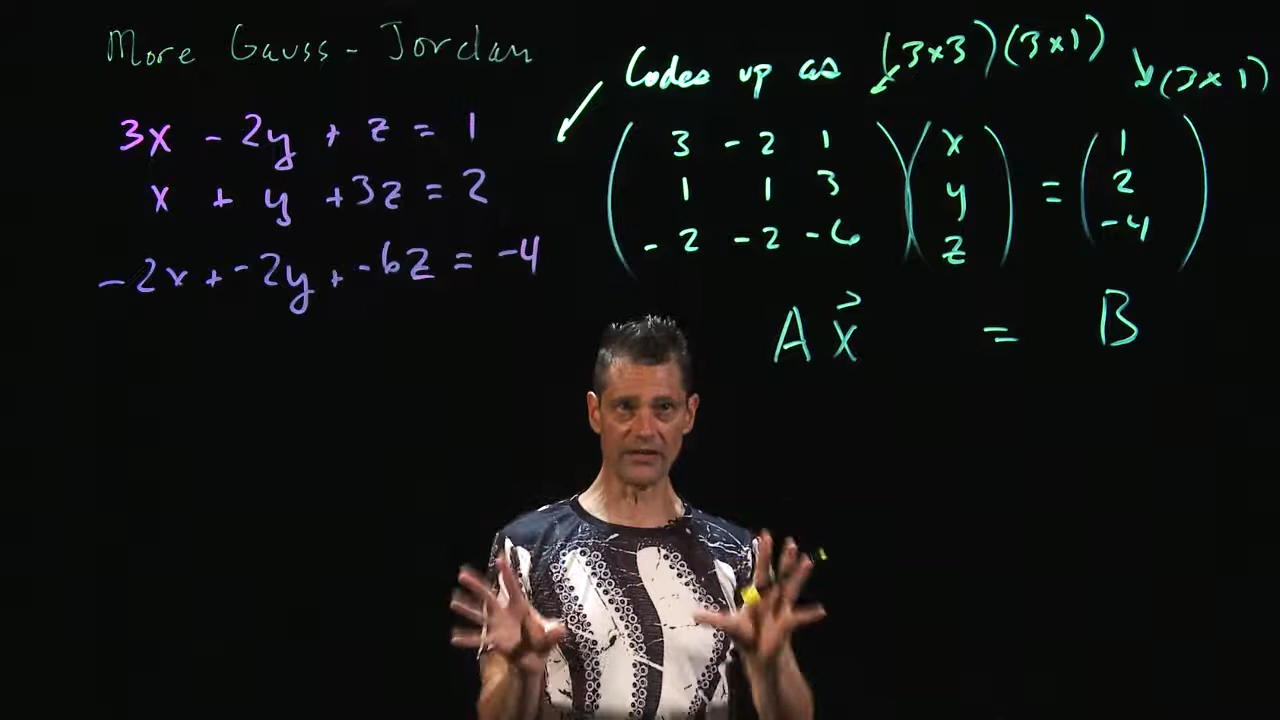 More Gauss-Jordan
3x - 2y + z = 1
x + y + 3z = 2
-2x + -2y + -6z = -4
Codes up as (3x3)(3x1) (3x1)
( 3 -2 1 ) ( x ) = ( 1 )
( 1 1 3 ) ( y ) ( 2 )
( -2 -2 -6 ) ( z ) ( -4 )
A x⃗ = B